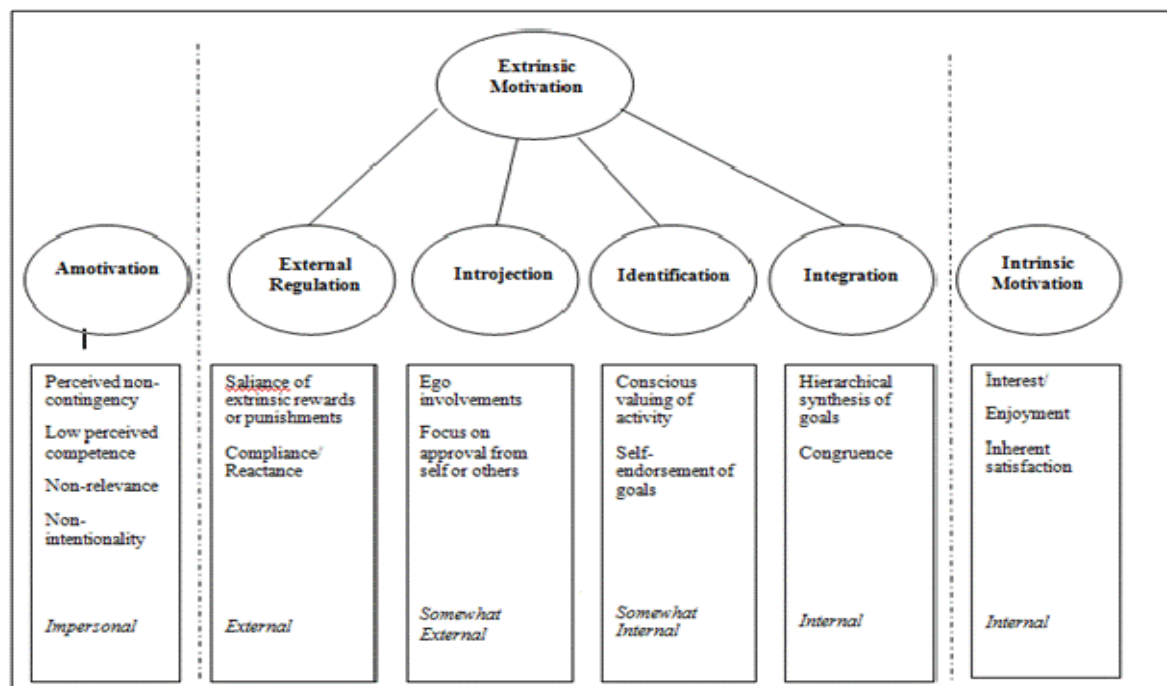 Extrinsic
Motivation
Amotivation
External
Regulation
Introjection
Identification
Integration
Intrinsic
Motivation
Perceived non-
contingency
Low perceived
competence
Non-relevance
Non-
intentionality
Impersonal
Saliance of
extrinsic rewards
or punishments
Compliance/
Reactance
External
Ego
involvements
Focus on
approval from
self or others
Somewhat
External
Conscious
valuing of
activity
Self-
endorsement of
goals
Somewhat
Internal
Hierarchical
synthesis of
goals
Congruence
Internal
Interest/
Enjoyment
Inherent
satisfaction
Internal